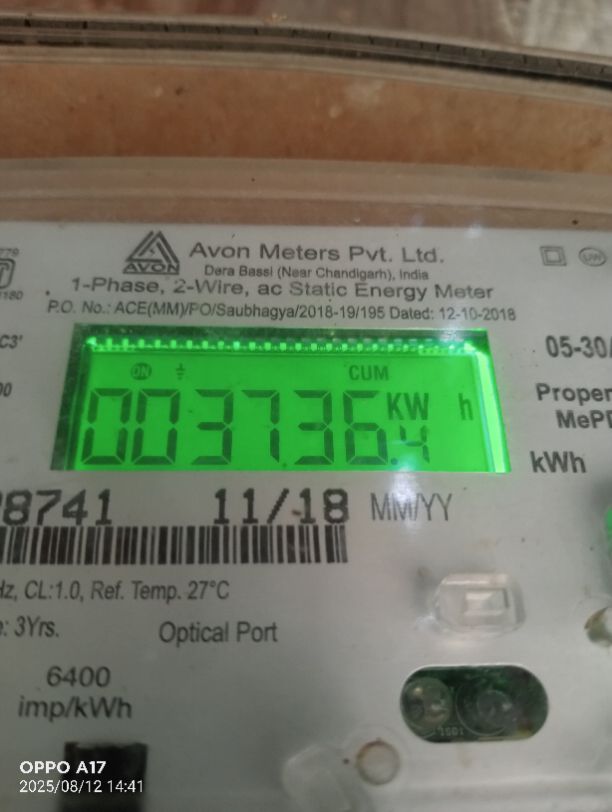 AVON
Avon Meters Pvt. Ltd.
Dera Bassi (Near Chandigarh), India
1-Phase, 2-Wire, ac Static Energy Meter
P.O. No.: ACE(MM)/PO/Saubhagya/2018-19/195 Dated: 12-10-2018
05-30/
ON CUM
003736.4 KW h
kWh
8741 11/18 MM/YY
Hz, CL:1.0, Ref. Temp. 27°C
3Yrs.
Optical Port
6400
imp/kWh
OPPO A17
2025/08/12 14:41